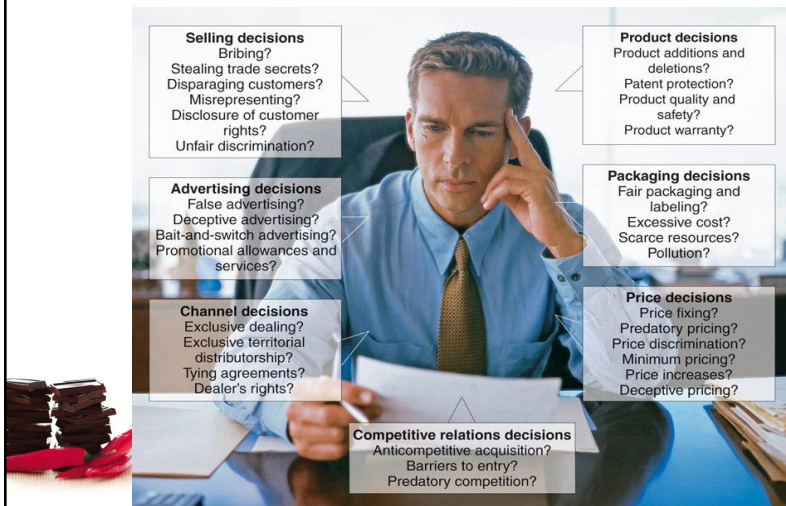 Selling decisions
Bribing?
Stealing trade secrets?
Disparaging customers?
Misrepresenting?
Disclosure of customer
rights?
Unfair discrimination?
Advertising decisions
False advertising?
Deceptive advertising?
Bait-and-switch advertising?
Promotional allowances and
services?
Channel decisions
Exclusive dealing?
Exclusive territorial
distributorship?
Tying agreements?
Dealer's rights?
Product decisions
Product additions and
deletions?
Patent protection?
Product quality and
safety?
Product warranty?
Packaging decisions
Fair packaging and
labeling?
Excessive cost?
Scarce resources?
Pollution?
Price decisions
Price fixing?
Predatory pricing?
Price discrimination?
Minimum pricing?
Price increases?
Deceptive pricing?
Competitive relations decisions
Anticompetitive acquisition?
Barriers to entry?
Predatory competition?